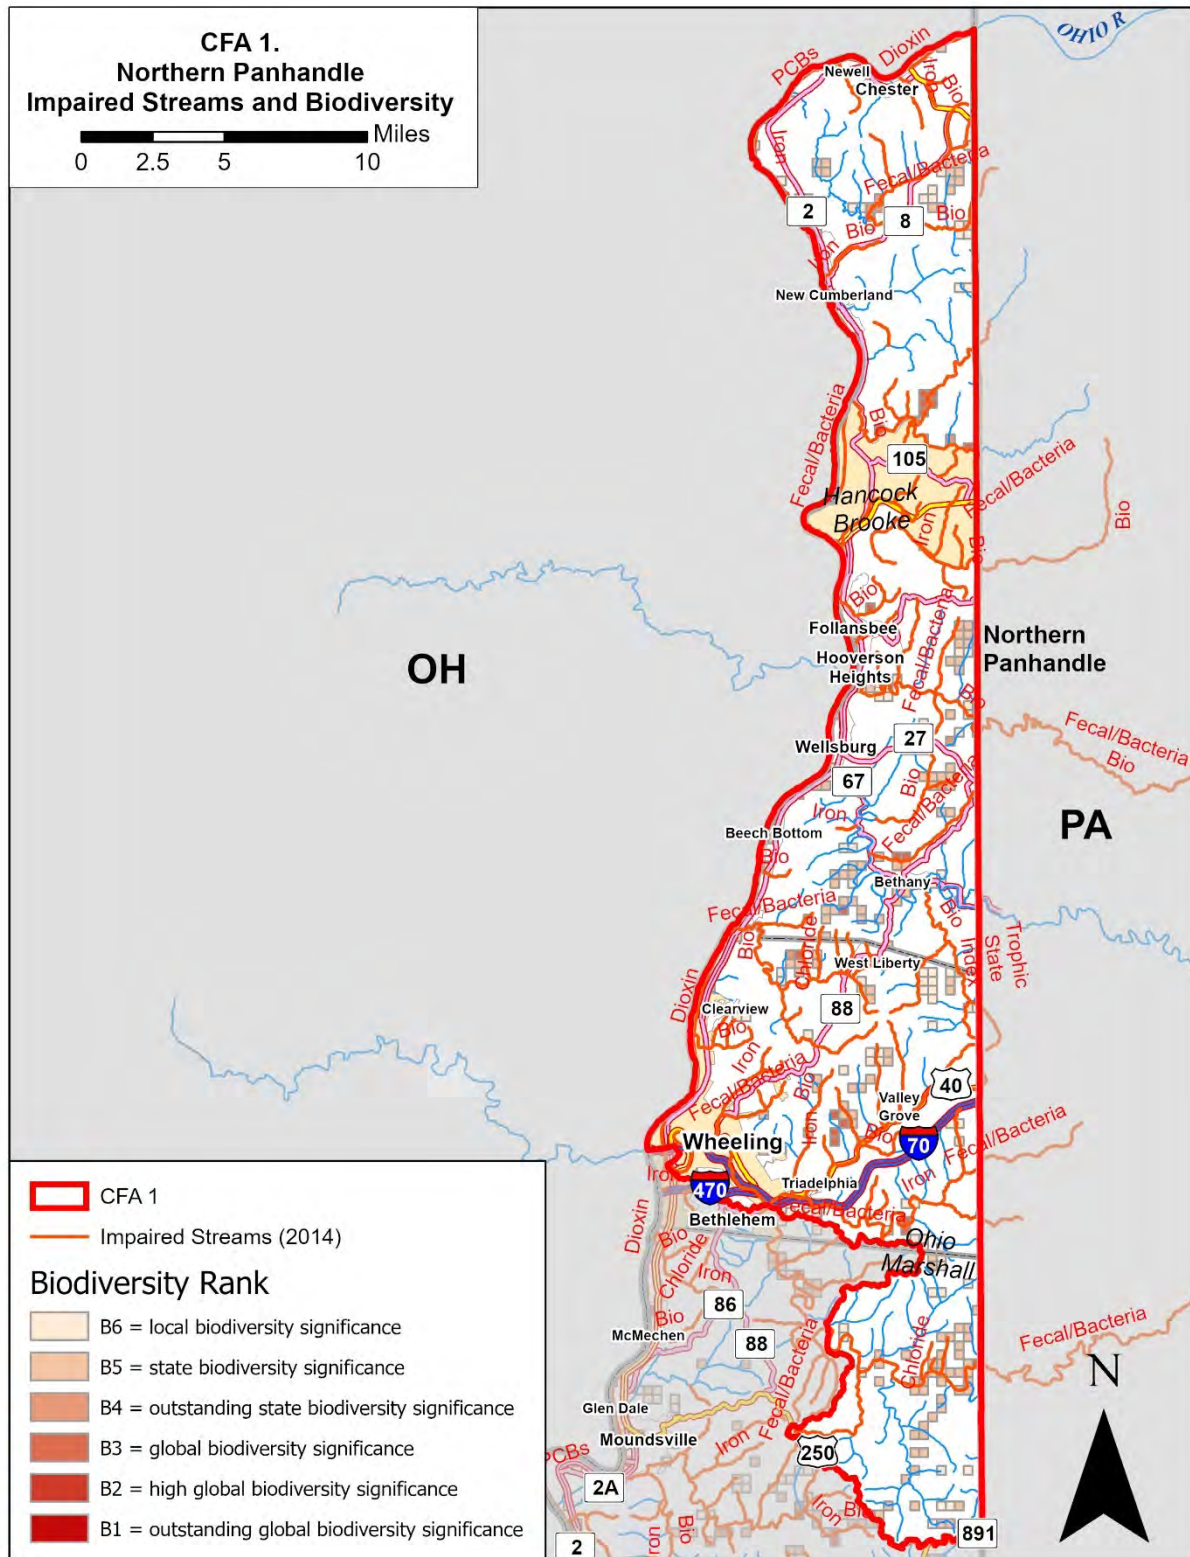 CFA 1.
Northern Panhandle
Impaired Streams and Biodiversity
Miles
0 2.5 5 10
OHIO R
PCBs
Dioxin
Newell
Chester
Iron
Bio
Iron
Fecal/Bacteria
2
8
Bio
Bio
Iron
New Cumberland
Fecal/Bacteria
Bio
105
Fecal/Bacteria
Hancock
Brooke
Iron
Bio
Bio
Bio
Follansbee
Fecal/Bacteria
Northern
Panhandle
Hooverson
Heights
OH
Bio
Fecal/Bacteria
Bio
Wellsburg
27
67
Bio
Iron
Fecal/Bacteria
PA
Beech Bottom
Bio
Bethany
Fecal/Bacteria
Bio
Trophic
State
Index
Bio
Chloride
West Liberty
Dioxin
Clearview
88
Bio
Iron
Fecal/Bacteria
Bio
40
Valley
Grove
Iron
Bio
70
Fecal/Bacteria
Wheeling
Iron
470
Triadelphia
Iron
Bethlehem
Fecal/Bacteria
Dioxin
Bio
Chloride
Iron
Ohio
Marshall
86
Bio
McMechen
88
Fecal/Bacteria
Chloride
Fecal/Bacteria
N
Glen Dale
Moundsville
Iron
250
PCBs
2A
Iron
Bi
891
2
Iron
Bio
CFA 1
Impaired Streams (2014)
Biodiversity Rank
B6 = local biodiversity significance
B5 = state biodiversity significance
B4 = outstanding state biodiversity significance
B3 = global biodiversity significance
B2 = high global biodiversity significance
B1 = outstanding global biodiversity significance